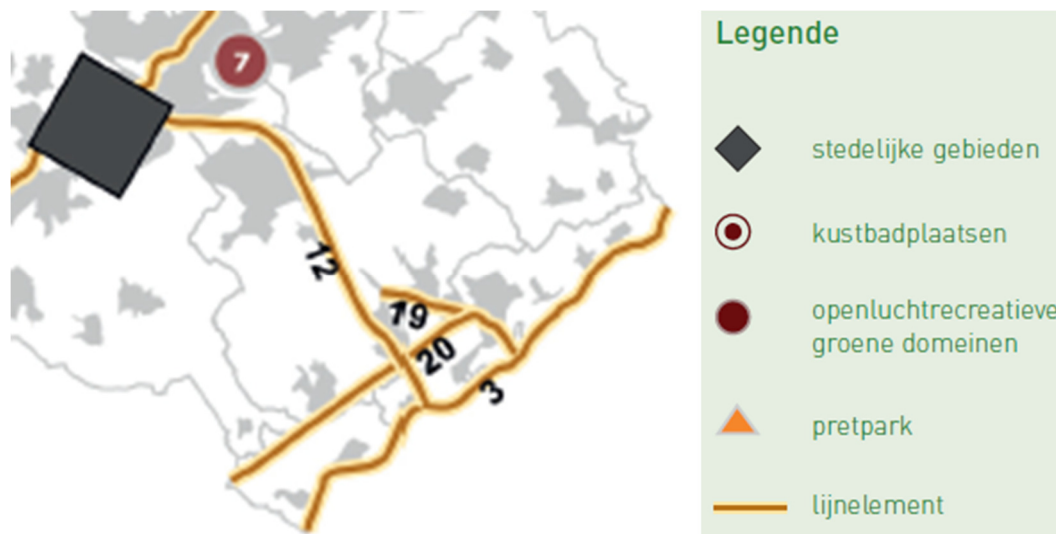 7
12
19
20
3
Legende
stedelijke gebieden
kustbadplaatsen
openluchtrecreatieve
groene domeinen
pretpark
lijnelement